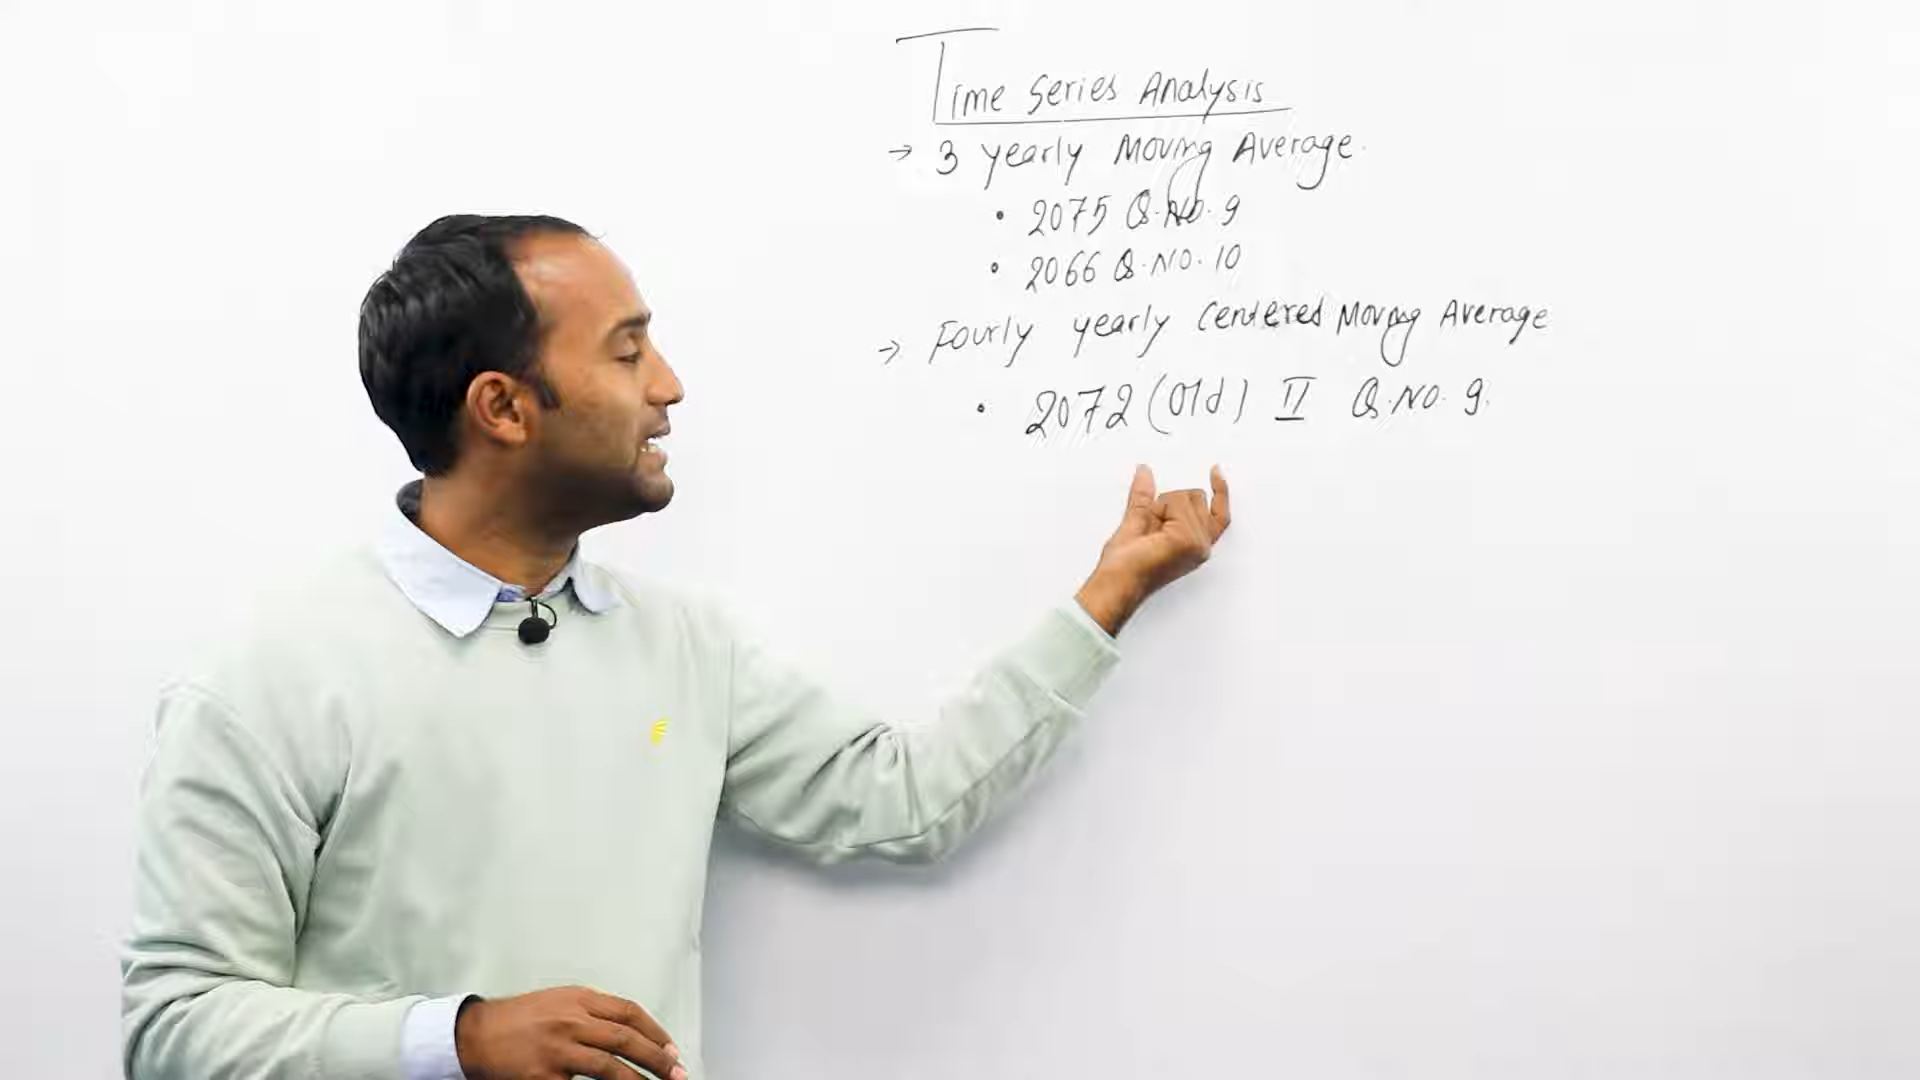 Time Series Analysis
→ 3 yearly Moving Average.
• 2075 Q.No. 9
• 2066 Q.NO. 10
→ Fourly yearly Centered Moving Average
• 2072 (Old) II Q.NO. 9.